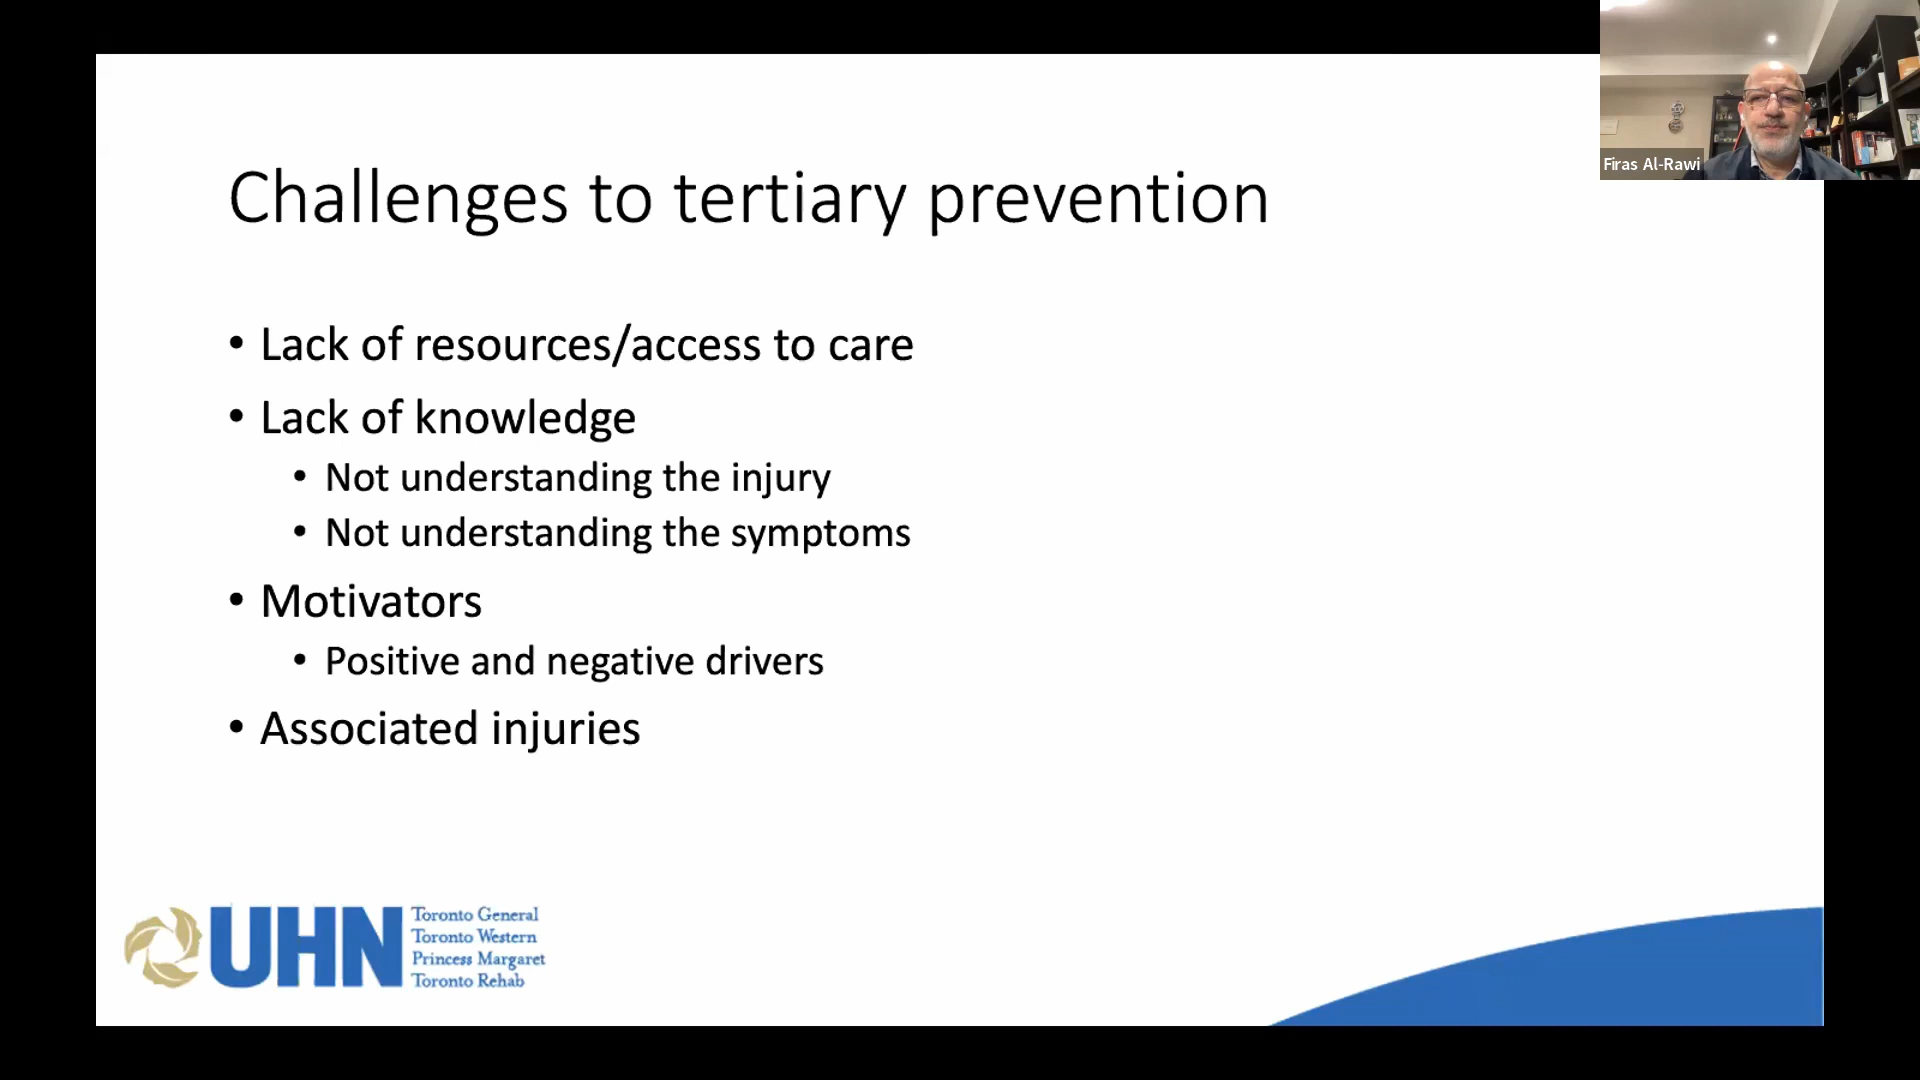 Firas Al-Rawi
Challenges to tertiary prevention
• Lack of resources/access to care
• Lack of knowledge
• Not understanding the injury
• Not understanding the symptoms
• Motivators
• Positive and negative drivers
• Associated injuries
UHN
Toronto General
Toronto Western
Princess Margaret
Toronto Rehab